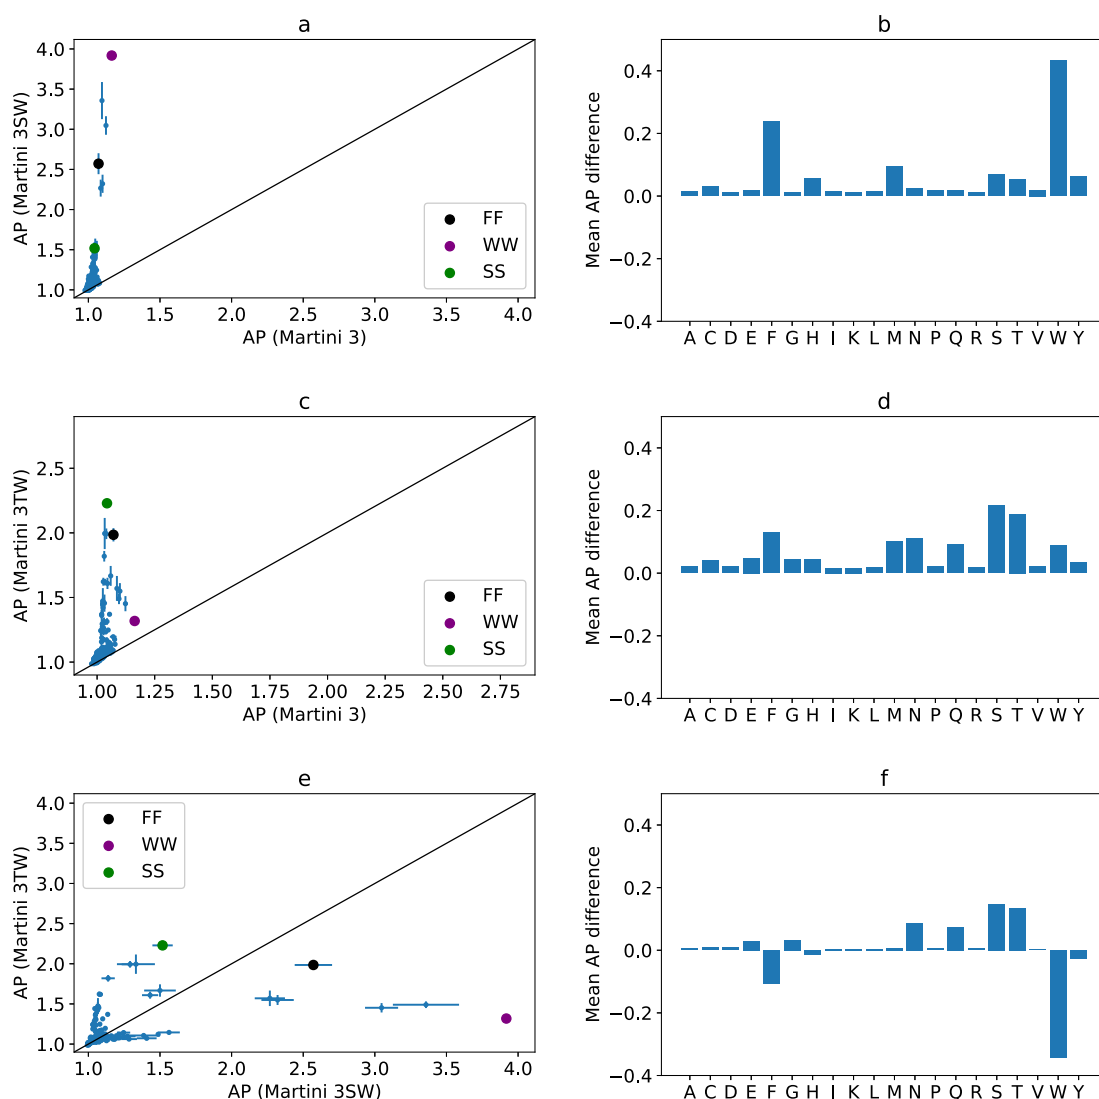 a
4.0
3.5
3.0
2.5
2.0
1.5
1.0
AP (Martini 3SW)
FF
WW
SS
1.0 1.5 2.0 2.5 3.0 3.5 4.0
AP (Martini 3)
b
0.4
0.2
0.0
−0.2
−0.4
Mean AP difference
A C D E F G H I K L M N P Q R S T V W Y
c
2.5
2.0
1.5
1.0
AP (Martini 3TW)
FF
WW
SS
1.00 1.25 1.50 1.75 2.00 2.25 2.50 2.75
AP (Martini 3)
d
0.4
0.2
0.0
−0.2
−0.4
Mean AP difference
A C D E F G H I K L M N P Q R S T V W Y
e
4.0
3.5
3.0
2.5
2.0
1.5
1.0
AP (Martini 3TW)
FF
WW
SS
1.0 1.5 2.0 2.5 3.0 3.5 4.0
AP (Martini 3SW)
f
0.4
0.2
0.0
−0.2
−0.4
Mean AP difference
A C D E F G H I K L M N P Q R S T V W Y